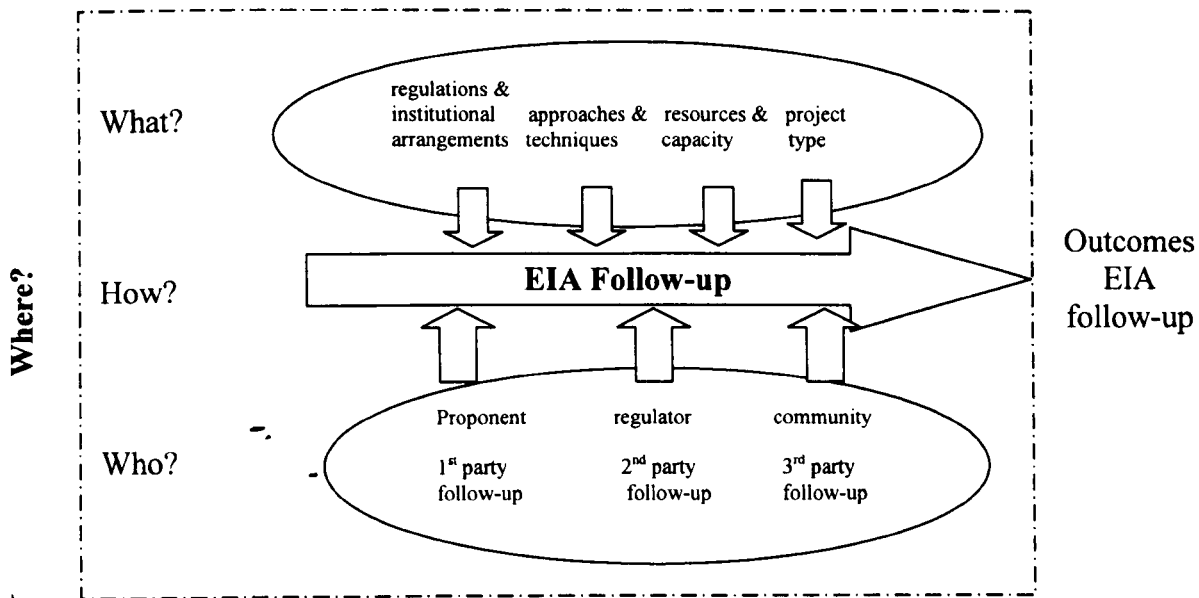 What?
regulations &
institutional
arrangements
approaches &
techniques
resources &
capacity
project
type
Where?
How?
EIA Follow-up
Outcomes
EIA
follow-up
Who?
Proponent
regulator
community
1st party
follow-up
2nd party
follow-up
3rd party
follow-up